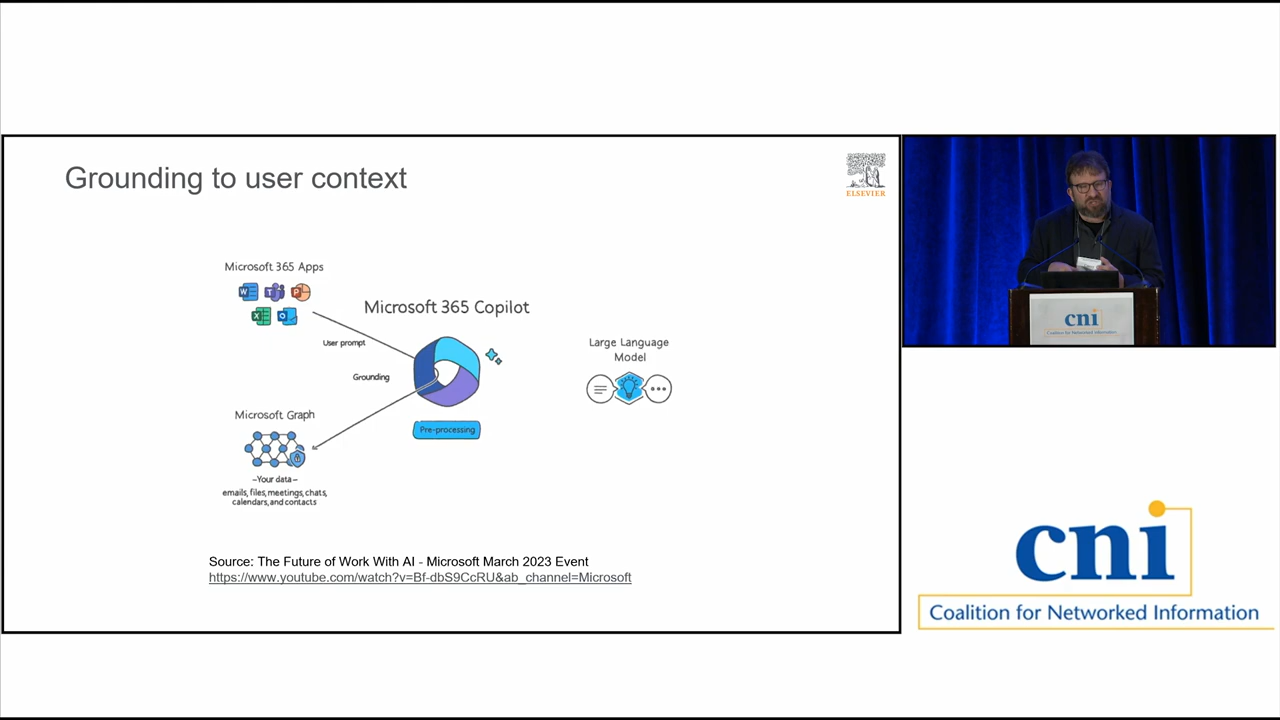 Grounding to user context
ELSEVIER
Microsoft 365 Apps
Microsoft 365 Copilot
User prompt
Grounding
Large Language
Model
Microsoft Graph
Pre-processing
–Your data–
emails, files, meetings, chats,
calendars, and contacts
Source: The Future of Work With AI - Microsoft March 2023 Event
https://www.youtube.com/watch?v=Bf-dbS9CcRU&ab_channel=Microsoft
cni
Coalition for Networked Information
cni
Coalition for Networked Information